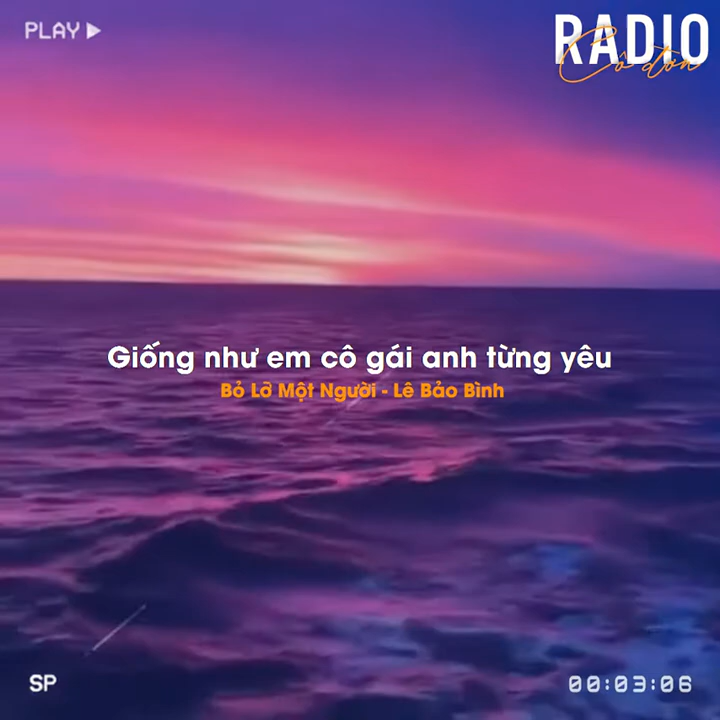 PLAY
RADIO
Cô đơn
Giống như em cô gái anh từng yêu
Bỏ Lỡ Một Người - Lê Bảo Bình
SP
00:03:06